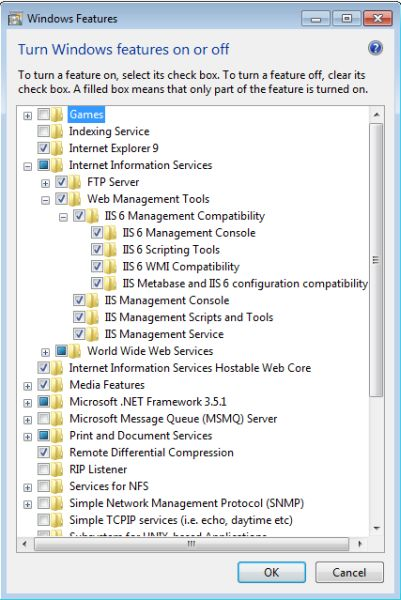 Windows Features
Turn Windows features on or off
To turn a feature on, select its check box. To turn a feature off, clear its
check box. A filled box means that only part of the feature is turned on.
Games
Indexing Service
Internet Explorer 9
Internet Information Services
FTP Server
Web Management Tools
IIS 6 Management Compatibility
IIS 6 Management Console
IIS 6 Scripting Tools
IIS 6 WMI Compatibility
IIS Metabase and IIS 6 configuration compatibility
IIS Management Console
IIS Management Scripts and Tools
IIS Management Service
World Wide Web Services
Internet Information Services Hostable Web Core
Media Features
Microsoft .NET Framework 3.5.1
Microsoft Message Queue (MSMQ) Server
Print and Document Services
Remote Differential Compression
RIP Listener
Services for NFS
Simple Network Management Protocol (SNMP)
Simple TCPIP services (i.e. echo, daytime etc)
Subsystem for UNIX-based Applications
OK
Cancel